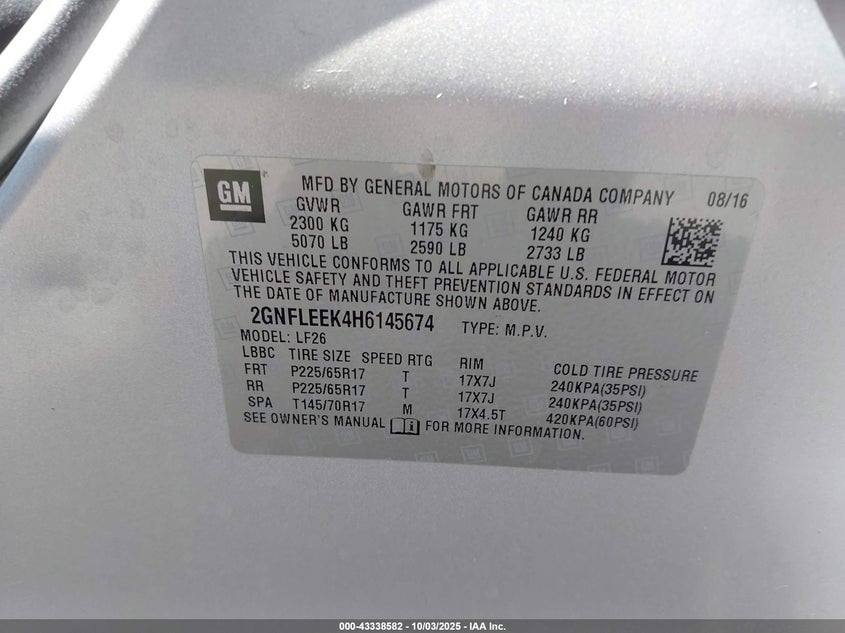 GM
MFD BY GENERAL MOTORS OF CANADA COMPANY 08/16
GVWR GAWR FRT GAWR RR
2300 KG 1175 KG 1240 KG
5070 LB 2590 LB 2733 LB
THIS VEHICLE CONFORMS TO ALL APPLICABLE U.S. FEDERAL MOTOR
VEHICLE SAFETY AND THEFT PREVENTION STANDARDS IN EFFECT ON
THE DATE OF MANUFACTURE SHOWN ABOVE.
2GNFLEEK4H6145674 TYPE: M.P.V.
MODEL: LF26
LBBC TIRE SIZE SPEED RTG RIM COLD TIRE PRESSURE
FRT P225/65R17 T 17X7J 240KPA(35PSI)
RR P225/65R17 T 17X7J 240KPA(35PSI)
SPA T145/70R17 M 17X4.5T 420KPA(60PSI)
SEE OWNER'S MANUAL FOR MORE INFORMATION.
000-43338582 - 10/03/2025 - IAA Inc.